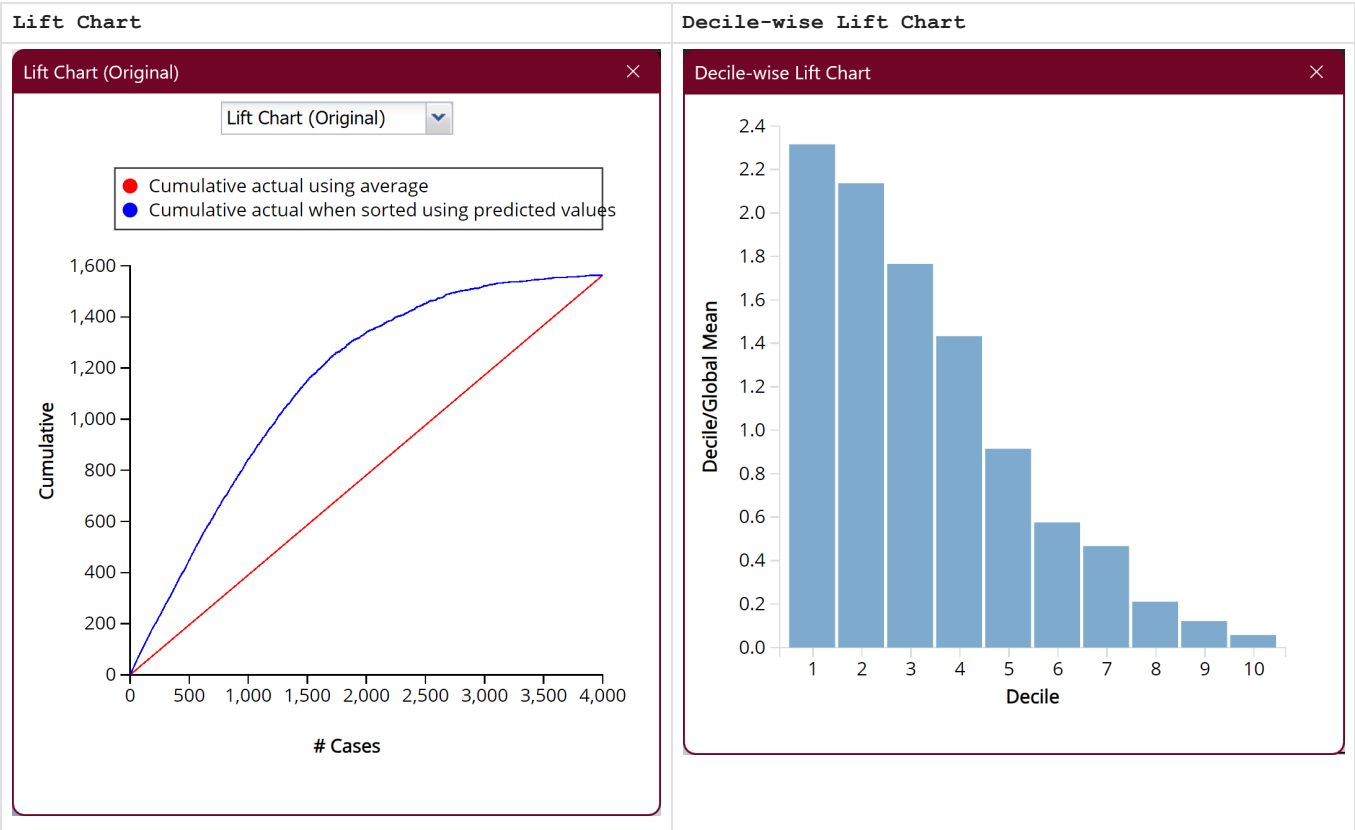 Lift Chart
Decile-wise Lift Chart
Lift Chart (Original)
Lift Chart (Original)
Cumulative actual using average
Cumulative actual when sorted using predicted values
1,600
1,400
1,200
1,000
800
600
400
200
0
Cumulative
0 500 1,000 1,500 2,000 2,500 3,000 3,500 4,000
# Cases
Decile-wise Lift Chart
2.4
2.2
2.0
1.8
1.6
1.4
1.2
1.0
0.8
0.6
0.4
0.2
0.0
Decile/Global Mean
1 2 3 4 5 6 7 8 9 10
Decile